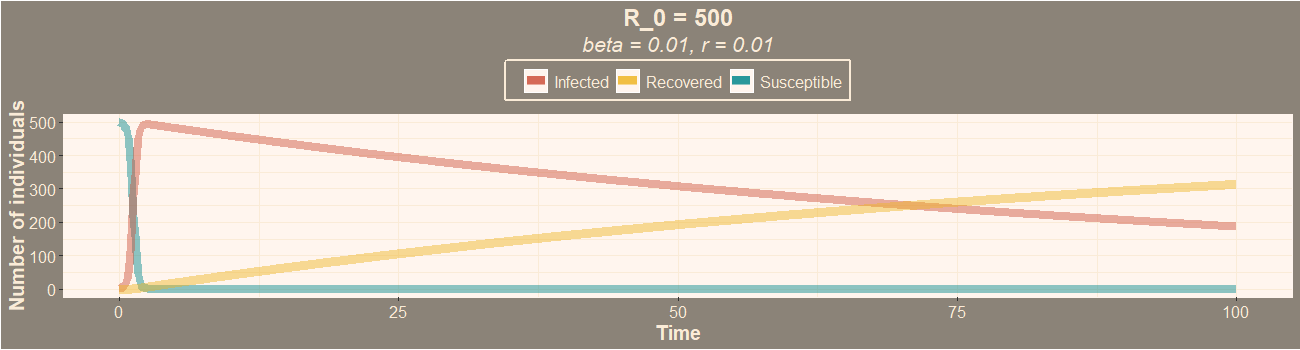 R_0 = 500
beta = 0.01, r = 0.01
Infected Recovered Susceptible
Number of individuals
500
400
300
200
100
0
0 25 50 75 100
Time